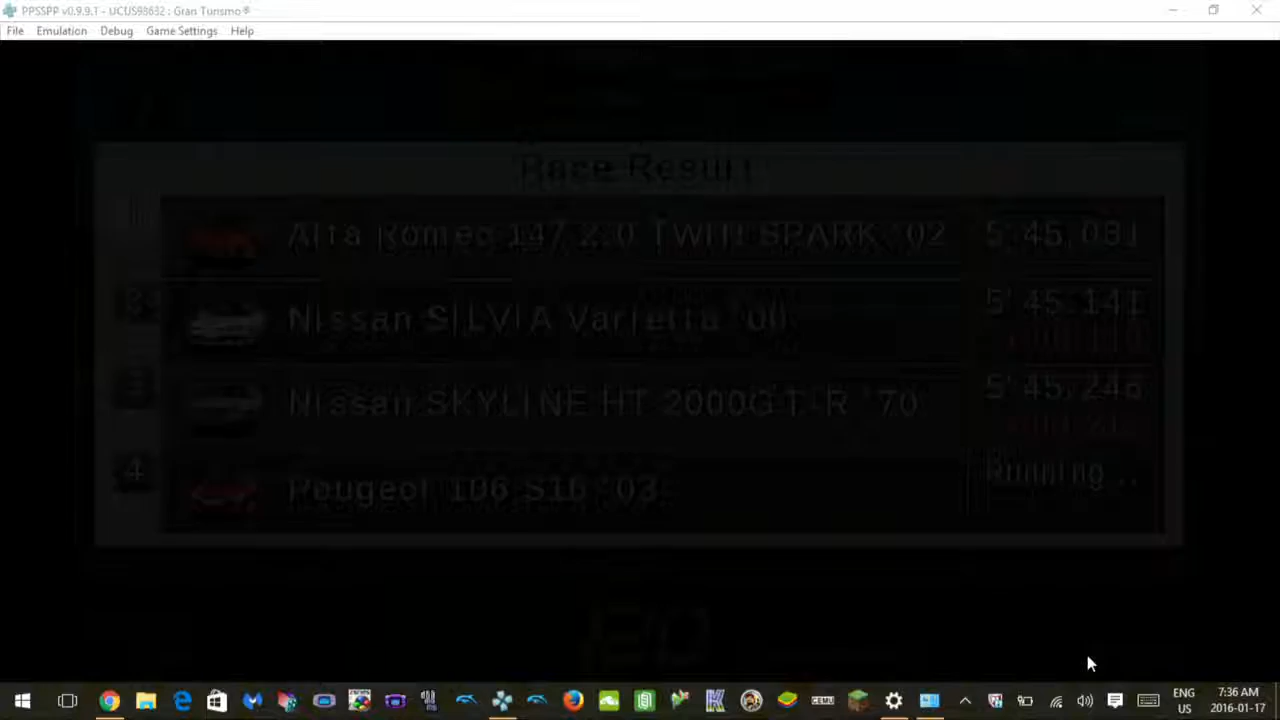 PPSSPP v0.9.9.1 - UCUS98632 : Gran Turismo®
File Emulation Debug Game Settings Help
Race Result
Alfa Romeo 147 2.0 TWIN SPARK '02 5'45.081
2 Nissan SILVIA Varietta '00 5'45.141
3 Nissan SKYLINE HT 2000GT-R '70 5'45.246
4 Peugeot 106 S16 '03 Running ..
ENG 7:36 AM
US 2016-01-17